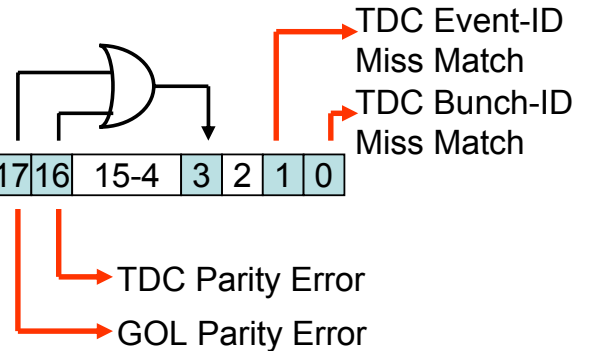 TDC Event-ID
Miss Match
TDC Bunch-ID
Miss Match
17 16 15-4 3 2 1 0
TDC Parity Error
GOL Parity Error